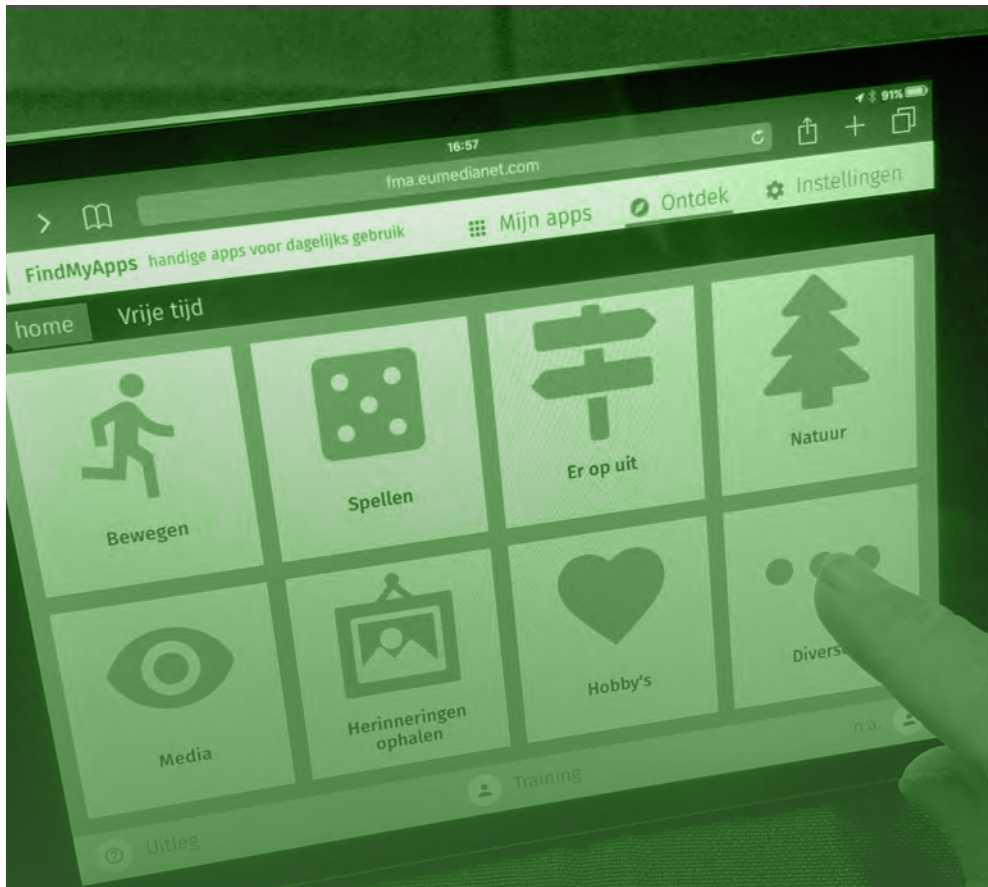 16:57
91%
fma.eumedianet.com
FindMyApps handige apps voor dagelijks gebruik
Mijn apps
Ontdek
Instellingen
home
Vrije tijd
Bewegen
Spellen
Er op uit
Natuur
Media
Herinneringen
ophalen
Hobby's
Uitleg
Training
n.a.